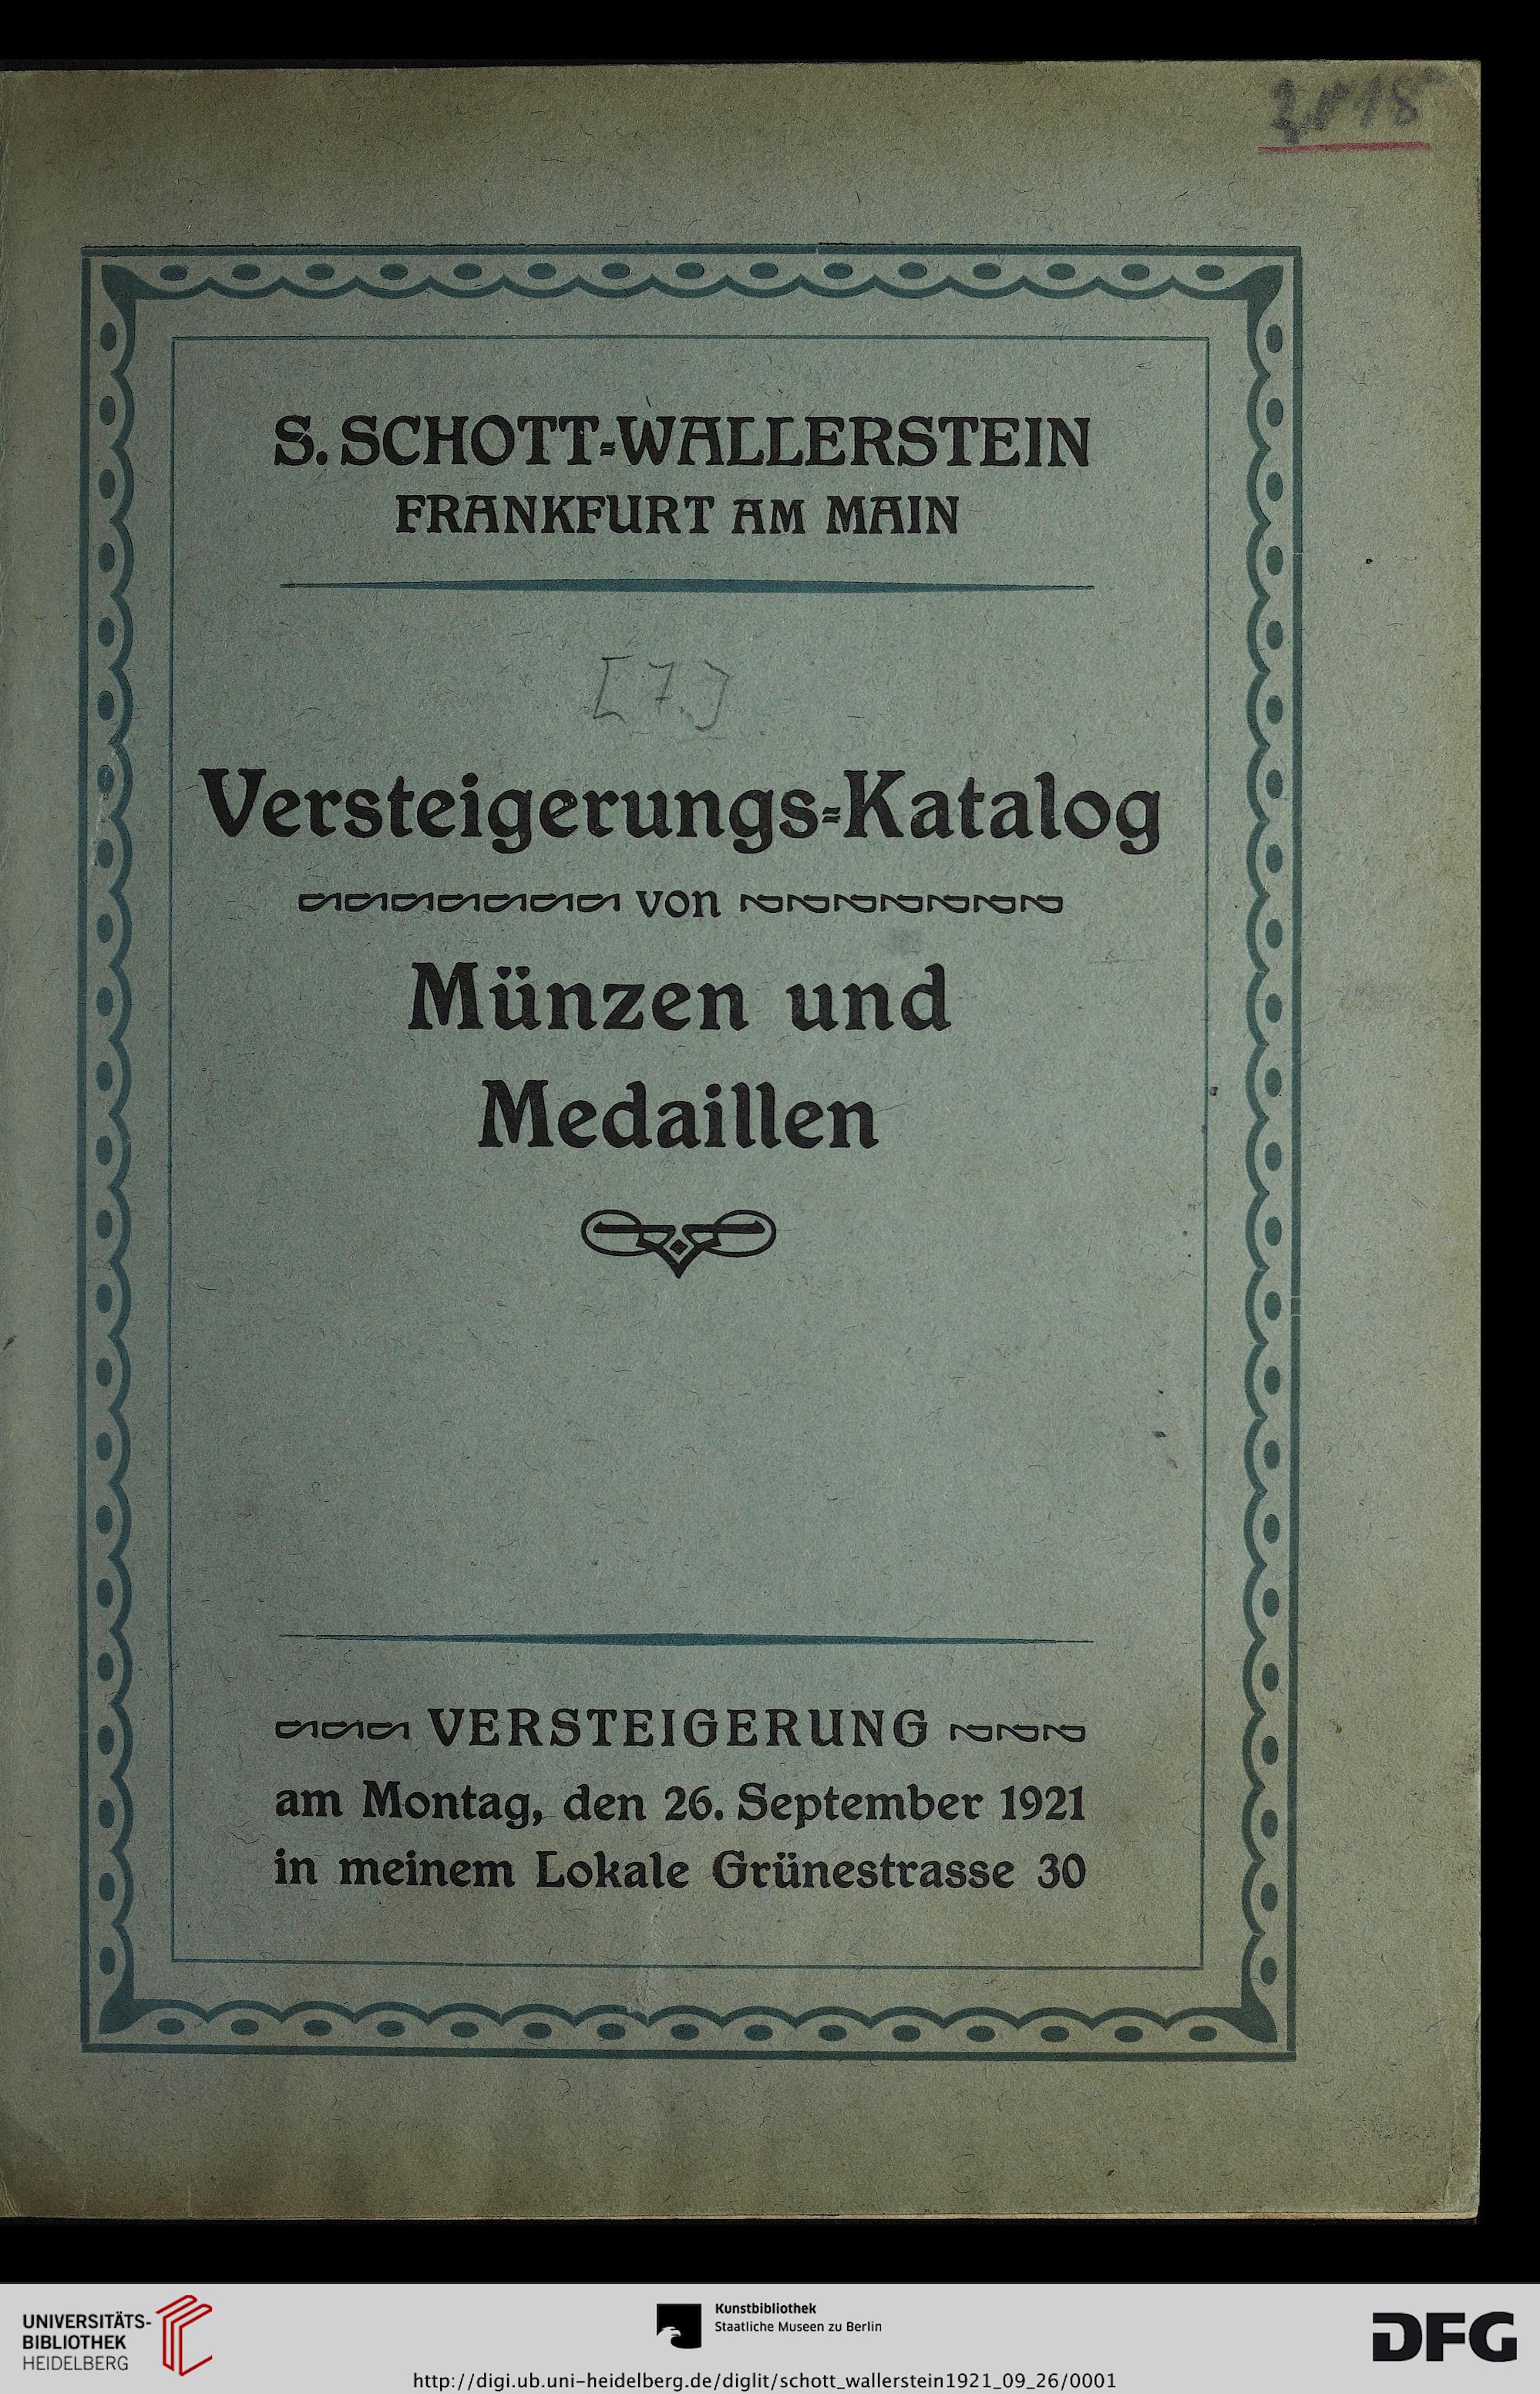 S. SCHOTT=WALLERSTEIN
FRANKFURT AM MAIN
[7.]
Versteigerungs=Katalog
von
Münzen und
Medaillen
VERSTEIGERUNG
am Montag, den 26. September 1921
in meinem Lokale Grünestrasse 30
UNIVERSITÄTS-
BIBLIOTHEK
HEIDELBERG
Kunstbibliothek
Staatliche Museen zu Berlin
DFG
http://digi.ub.uni-heidelberg.de/diglit/schott_wallerstein1921_09_26/0001